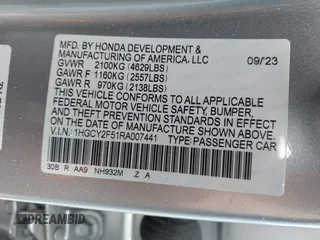 MFD. BY HONDA DEVELOPMENT &
MANUFACTURING OF AMERICA, LLC
GVWR 2100KG (4629LBS) 09/23
GAWR F 1160KG (2557LBS)
GAWR R 970KG (2138LBS)
THIS VEHICLE CONFORMS TO ALL APPLICABLE
FEDERAL MOTOR VEHICLE SAFETY, BUMPER,
AND THEFT PREVENTION STANDARDS IN EFFECT
ON THE DATE OF MANUFACTURE SHOWN ABOVE.
V.I.N.: 1HGCY2F51RA007441 TYPE: PASSENGER CAR
30B R AA9 NH932M Z A
DREAMBID